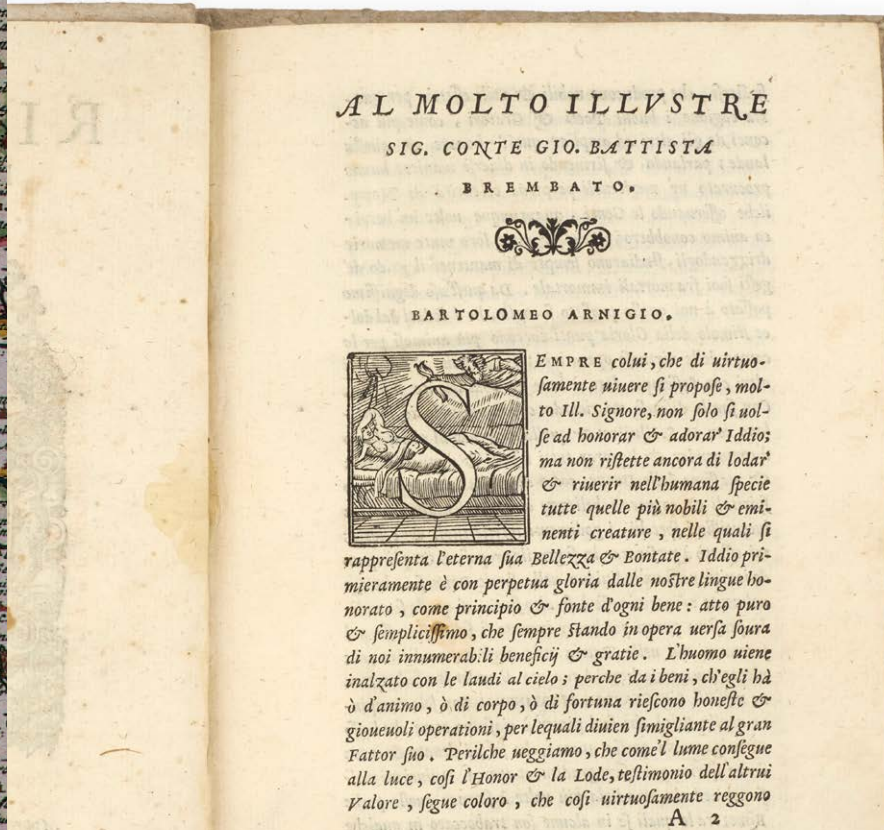 AL MOLTO ILLVSTRE
SIG. CONTE GIO. BATTISTA
BREMBATO.
BARTOLOMEO ARNIGIO.
SEMPRE colui, che di uirtuo-
ſamente uiuere ſi propoſe, mol-
to Ill. Signore, non ſolo ſi uol-
ſe ad honorar & adorar' Iddio;
ma non riſtette ancora di lodar'
& riuerir nell'humana ſpecie
tutte quelle più nobili & emi-
nenti creature, nelle quali ſi
rappreſenta l'eterna ſua Bellezza & Bontate. Iddio pri-
mieramente è con perpetua gloria dalle noſtre lingue ho-
norato, come principio & fonte d'ogni bene: atto puro
& ſempliciſſimo, che ſempre ſtando in opera uerſa ſoura
di noi innumerabili beneficij & gratie. L'huomo uiene
inalzato con le laudi al cielo; perche da i beni, ch'egli hà
ò d'animo, ò di corpo, ò di fortuna rieſcono honeſte &
gioueuoli operationi, per lequali diuien ſimigliante al gran
Fattor ſuo. Perilche ueggiamo, che come'l lume conſegue
alla luce, coſi l'Honor & la Lode, teſtimonio dell'altrui
Valore, ſegue coloro, che coſi uirtuoſamente reggono
A 2